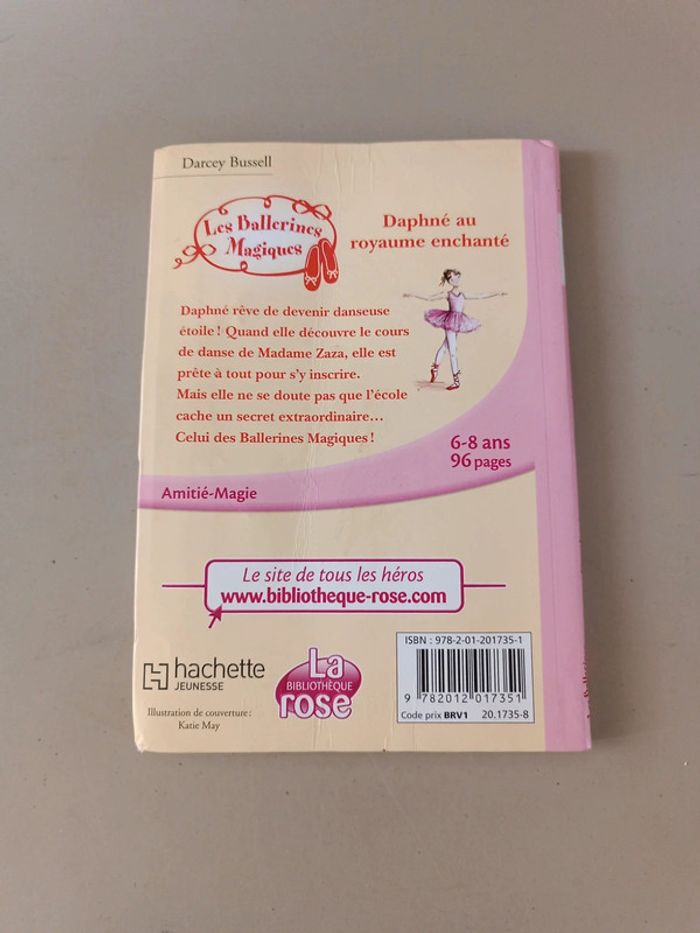 Darcey Bussell
Les Ballerines
Magiques
Daphné au
royaume enchanté
Daphné rêve de devenir danseuse
étoile ! Quand elle découvre le cours
de danse de Madame Zaza, elle est
prête à tout pour s'y inscrire.
Mais elle ne se doute pas que l'école
cache un secret extraordinaire...
Celui des Ballerines Magiques !
6-8 ans
96 pages
Amitié-Magie
Le site de tous les héros
www.bibliotheque-rose.com
hachette
JEUNESSE
La
BIBLIOTHÈQUE
rose
Illustration de couverture :
Katie May
ISBN : 978-2-01-201735-1
9 782012 017351
Code prix BRV1 20.1735-8